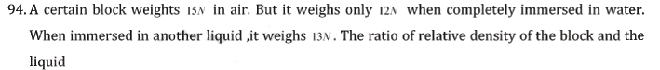 94. A certain block weights 15N in air. But it weighs only 12N when completely immersed in water.
When immersed in another liquid ,it weighs 13N. The ratio of relative density of the block and the
liquid